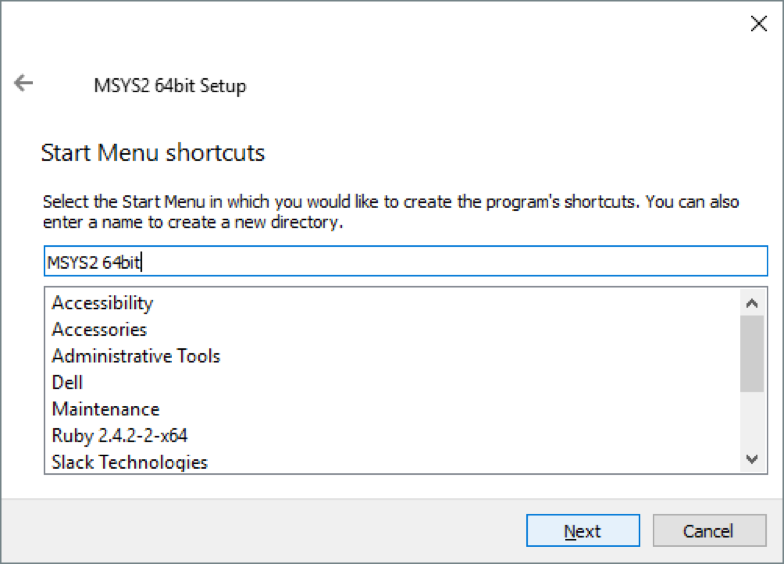 MSYS2 64bit Setup
Start Menu shortcuts
Select the Start Menu in which you would like to create the program's shortcuts. You can also
enter a name to create a new directory.
MSYS2 64bit
Accessibility
Accessories
Administrative Tools
Dell
Maintenance
Ruby 2.4.2-2-x64
Slack Technologies
Next Cancel